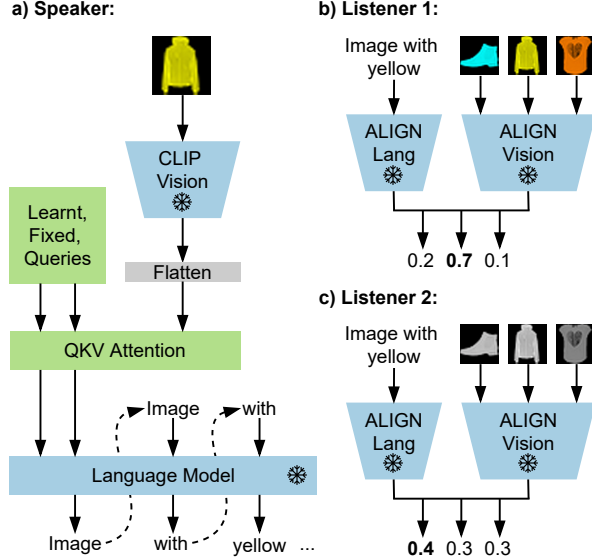 a) Speaker:
CLIP
Vision
Learnt,
Fixed,
Queries
Flatten
QKV Attention
Image
with
Language Model
Image
with
yellow ...
b) Listener 1:
Image with
yellow
ALIGN
Lang
ALIGN
Vision
0.2 0.7 0.1
c) Listener 2:
Image with
yellow
ALIGN
Lang
ALIGN
Vision
0.4 0.3 0.3